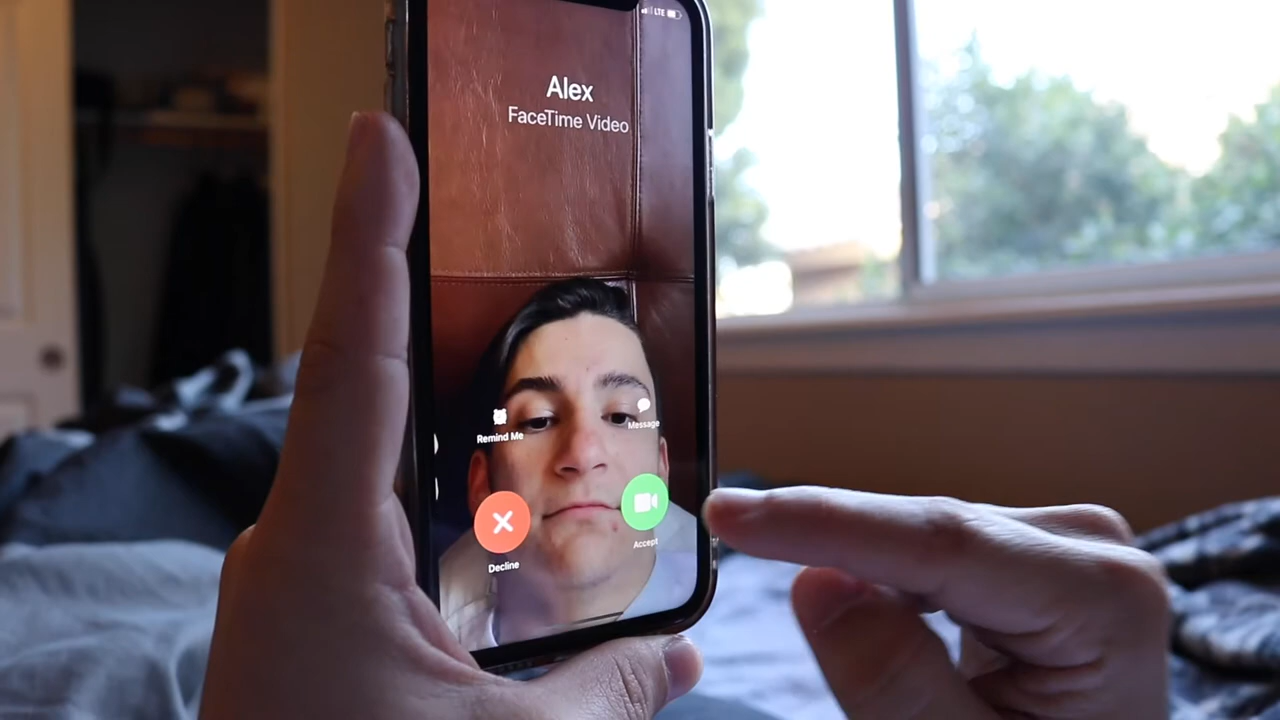 LTE
Alex
FaceTime Video
Remind Me
Message
Decline
Accept